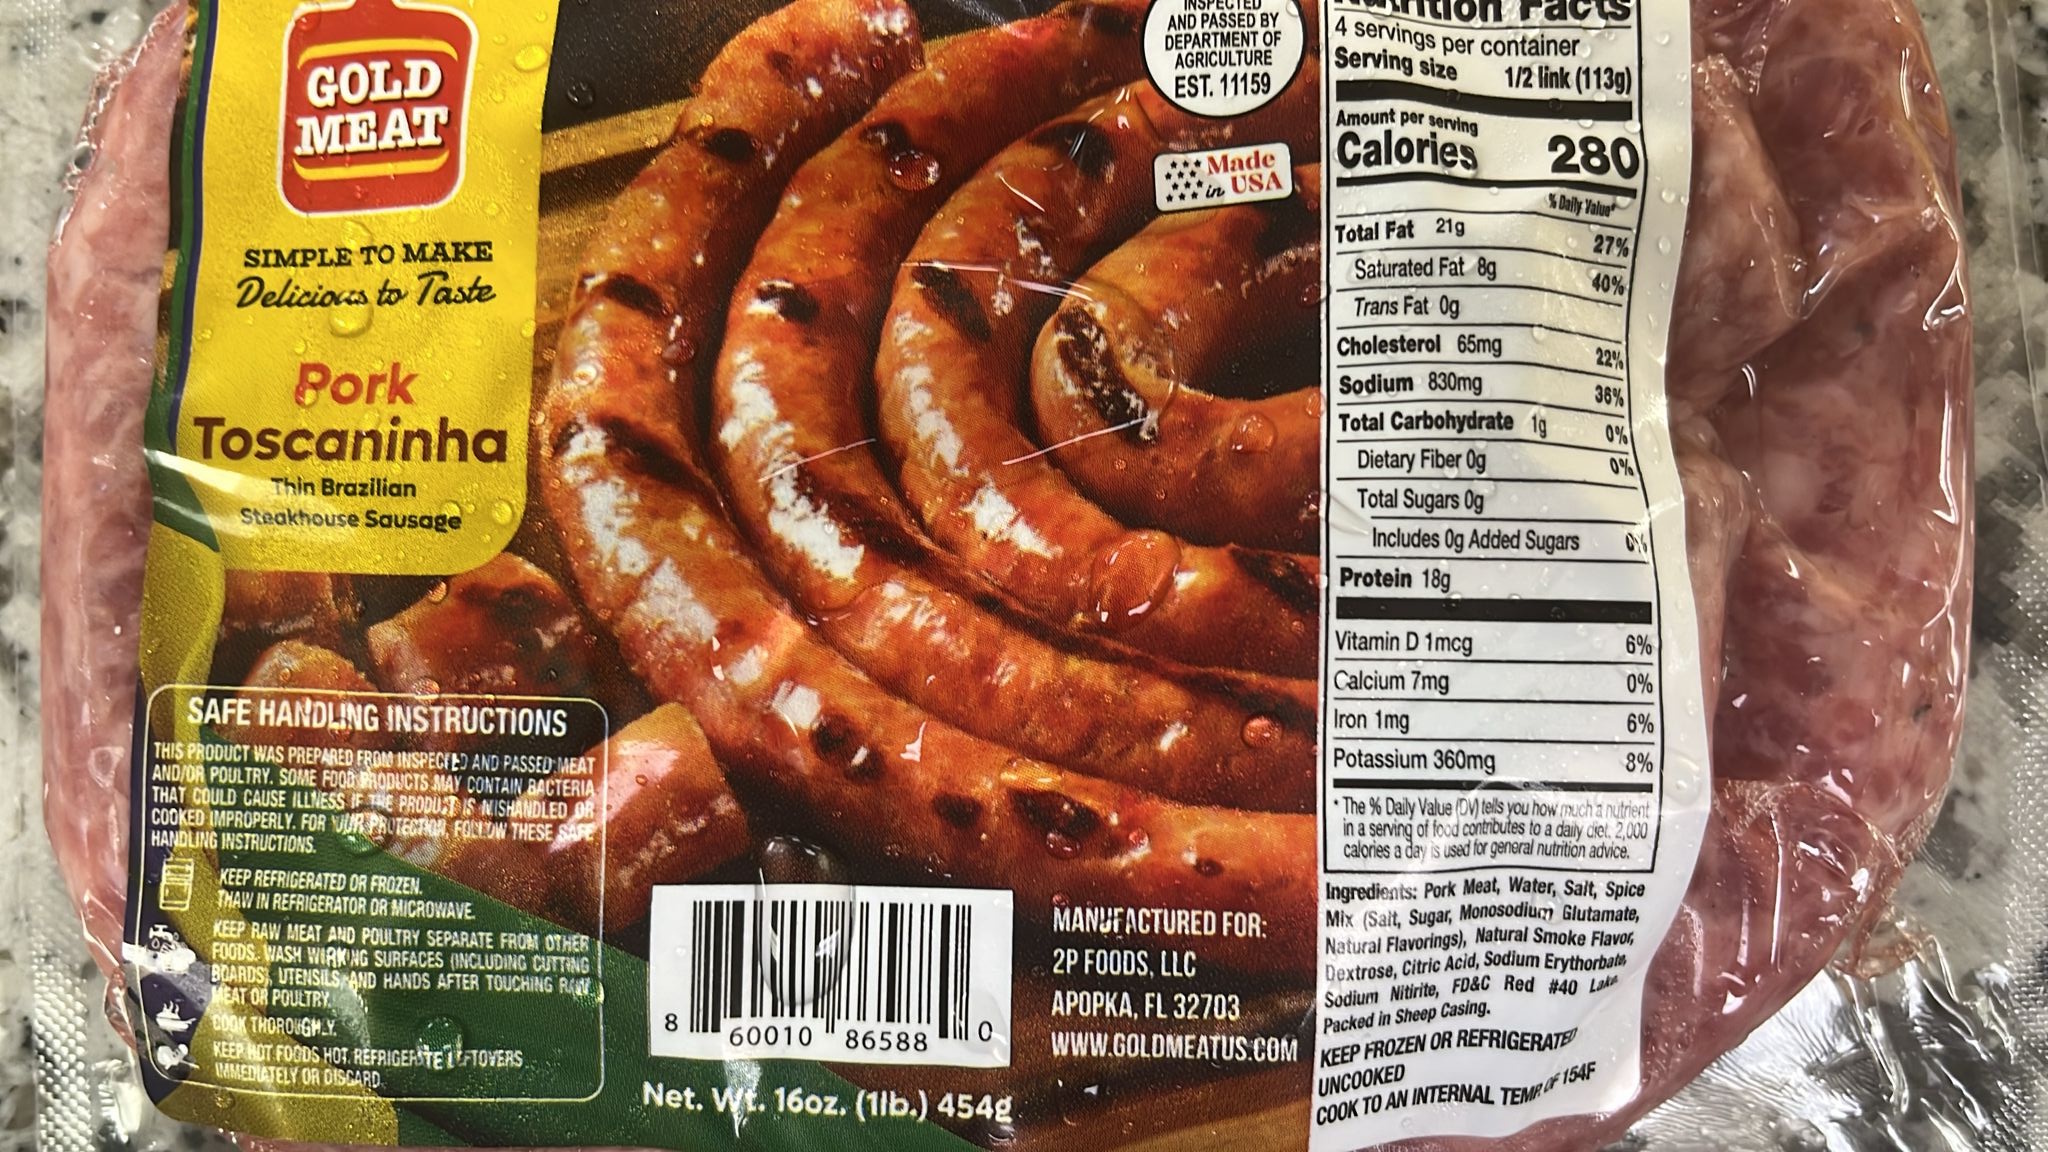 GOLD
MEAT
SIMPLE TO MAKE
Delicious to Taste
Pork
Toscaninha
Thin Brazilian
Steakhouse Sausage
SAFE HANDLING INSTRUCTIONS
THIS PRODUCT WAS PREPARED FROM INSPECTED AND PASSED MEAT
AND/OR POULTRY. SOME FOOD PRODUCTS MAY CONTAIN BACTERIA
THAT COULD CAUSE ILLNESS IF THE PRODUCT IS MISHANDLED OR
COOKED IMPROPERLY. FOR YOUR PROTECTION, FOLLOW THESE SAFE
HANDLING INSTRUCTIONS.
KEEP REFRIGERATED OR FROZEN.
THAW IN REFRIGERATOR OR MICROWAVE.
KEEP RAW MEAT AND POULTRY SEPARATE FROM OTHER
FOODS. WASH WORKING SURFACES (INCLUDING CUTTING
BOARDS), UTENSILS, AND HANDS AFTER TOUCHING RAW
MEAT OR POULTRY.
COOK THOROUGHLY.
KEEP HOT FOODS HOT. REFRIGERATE LEFTOVERS
IMMEDIATELY OR DISCARD.
INSPECTED
AND PASSED BY
DEPARTMENT OF
AGRICULTURE
EST. 11159
Made
in USA
8 60010 86588 0
Net. Wt. 16oz. (1lb.) 454g
MANUFACTURED FOR:
2P FOODS, LLC
APOPKA, FL 32703
WWW.GOLDMEATUS.COM
Nutrition Facts
4 servings per container
Serving size 1/2 link (113g)
Amount per serving
Calories 280
% Daily Value*
Total Fat 21g 27%
Saturated Fat 8g 40%
Trans Fat 0g
Cholesterol 65mg 22%
Sodium 830mg 36%
Total Carbohydrate 1g 0%
Dietary Fiber 0g 0%
Total Sugars 0g
Includes 0g Added Sugars 0%
Protein 18g
Vitamin D 1mcg 6%
Calcium 7mg 0%
Iron 1mg 6%
Potassium 360mg 8%
* The % Daily Value (DV) tells you how much a nutrient
in a serving of food contributes to a daily diet. 2,000
calories a day is used for general nutrition advice.
Ingredients: Pork Meat, Water, Salt, Spice
Mix (Salt, Sugar, Monosodium Glutamate,
Natural Flavorings), Natural Smoke Flavor,
Dextrose, Citric Acid, Sodium Erythorbate,
Sodium Nitirite, FD&C Red #40 Lake.
Packed in Sheep Casing.
KEEP FROZEN OR REFRIGERATED
UNCOOKED
COOK TO AN INTERNAL TEMP. OF 154F